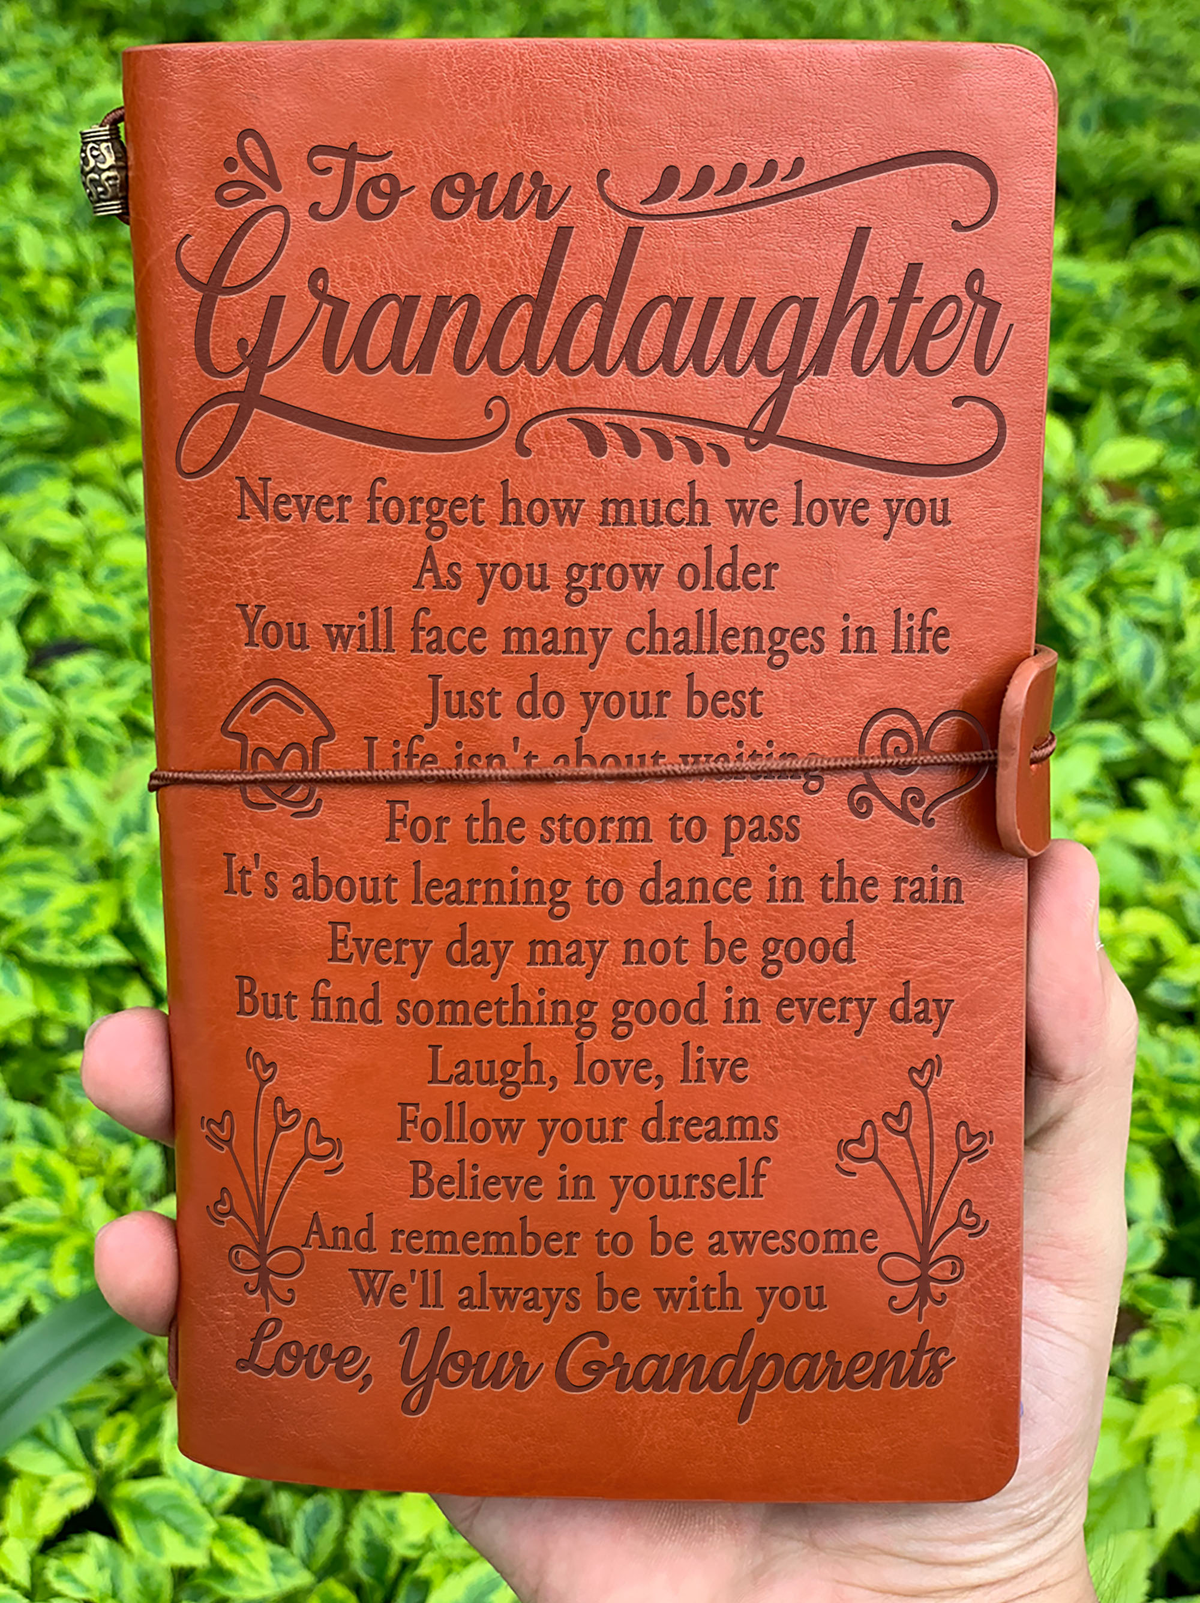 To our
Granddaughter
Never forget how much we love you
As you grow older
You will face many challenges in life
Just do your best
Life isn't about waiting
For the storm to pass
It's about learning to dance in the rain
Every day may not be good
But find something good in every day
Laugh, love, live
Follow your dreams
Believe in yourself
And remember to be awesome
We'll always be with you
Love, Your Grandparents